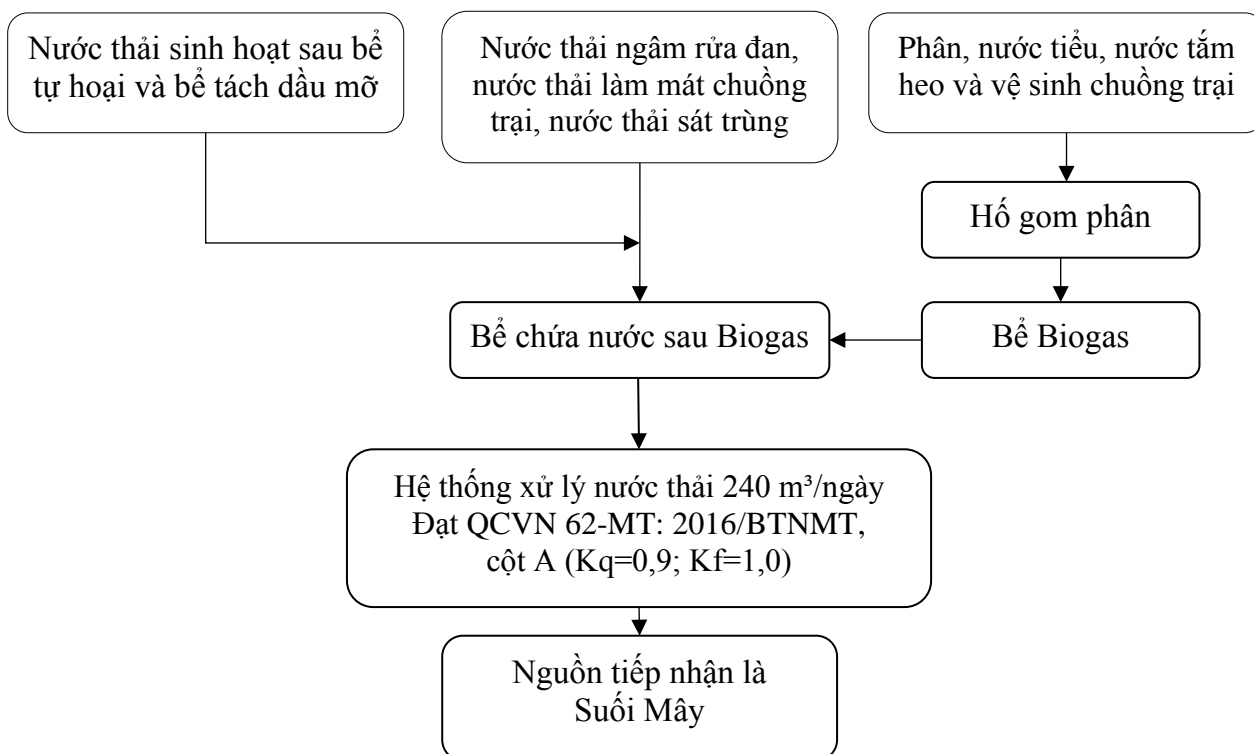 Nước thải sinh hoạt sau bể
tự hoại và bể tách dầu mỡ
Nước thải ngâm rửa đan,
nước thải làm mát chuồng
trại, nước thải sát trùng
Phân, nước tiểu, nước tắm
heo và vệ sinh chuồng trại
Hố gom phân
Bể chứa nước sau Biogas
Bể Biogas
Hệ thống xử lý nước thải 240 m³/ngày
Đạt QCVN 62-MT: 2016/BTNMT,
cột A (Kq=0,9; Kf=1,0)
Nguồn tiếp nhận là
Suối Mây